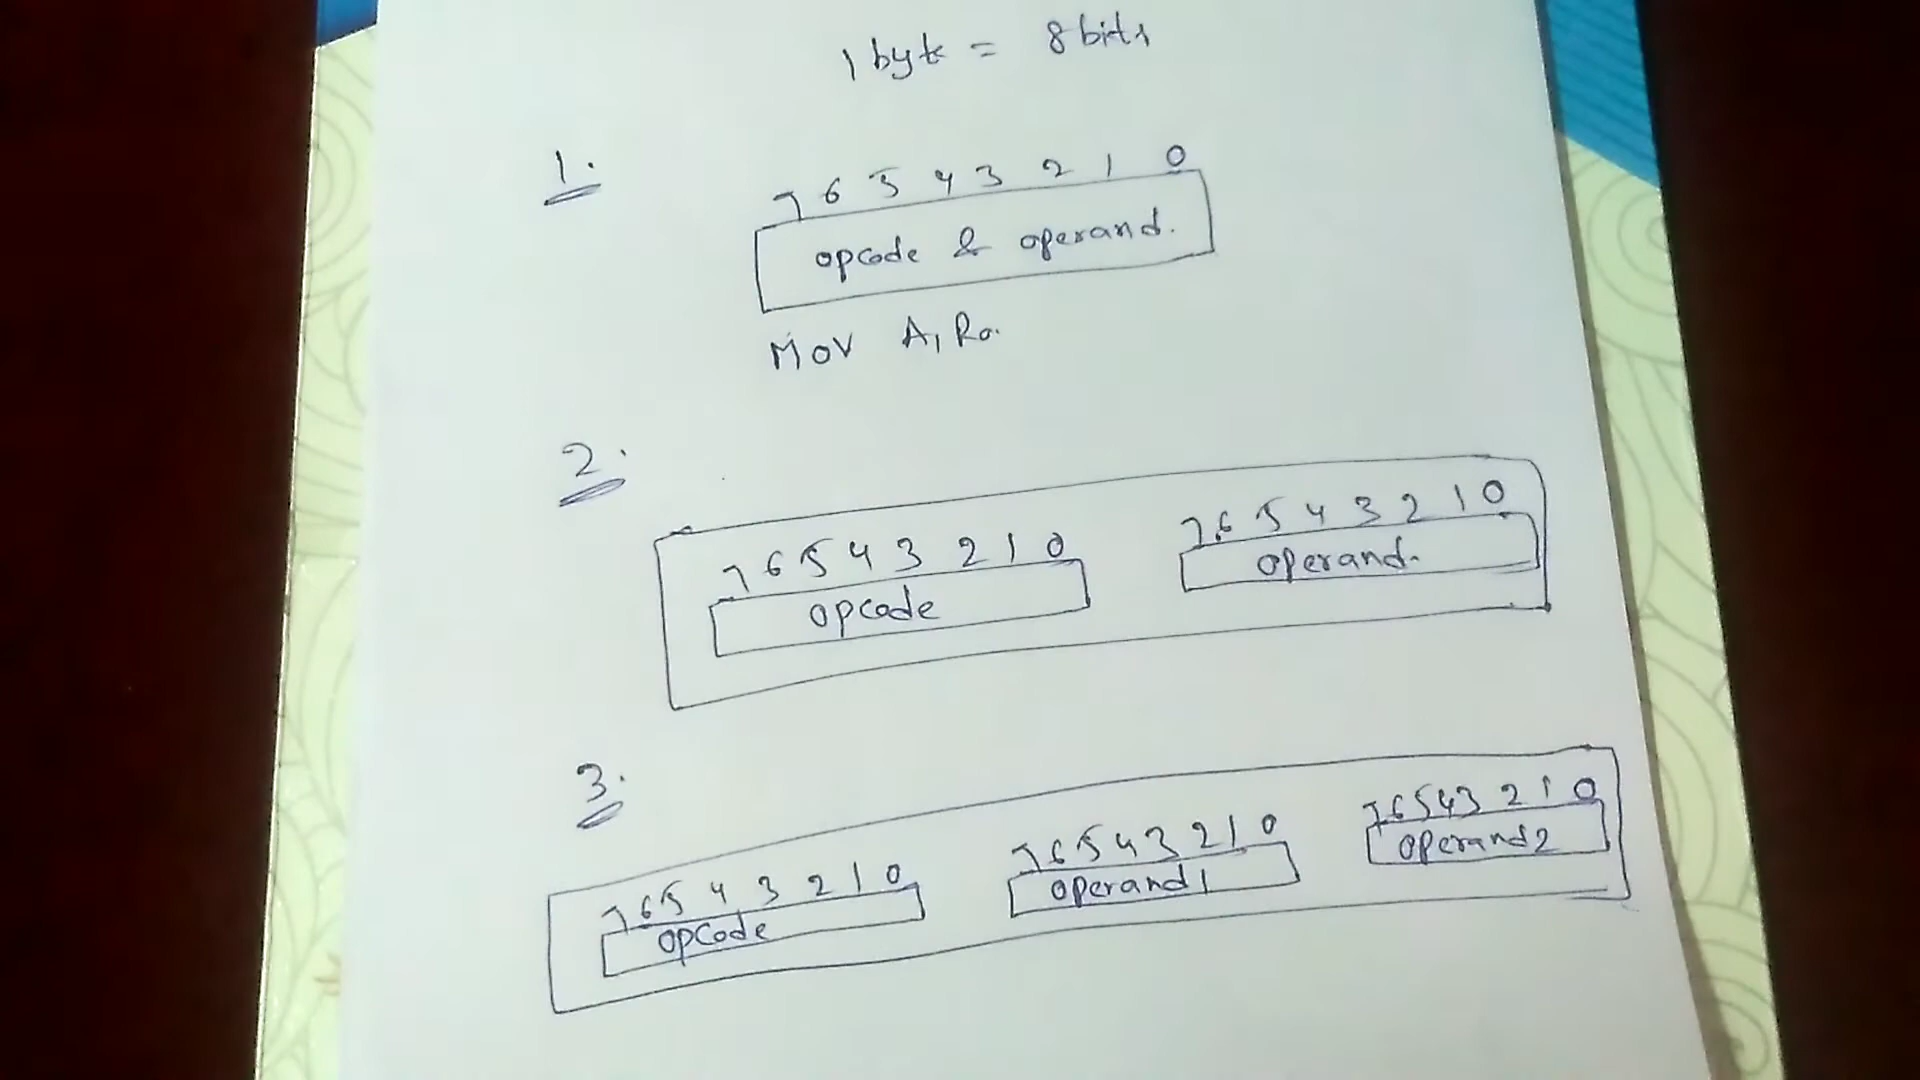 1 byte = 8 bits
1.
7 6 5 4 3 2 1 0
opcode & operand.
MOV A, R0.
2.
7 6 5 4 3 2 1 0 7 6 5 4 3 2 1 0
opcode operand.
3.
7 6 5 4 3 2 1 0 7 6 5 4 3 2 1 0 7 6 5 4 3 2 1 0
opcode operand1 operand2